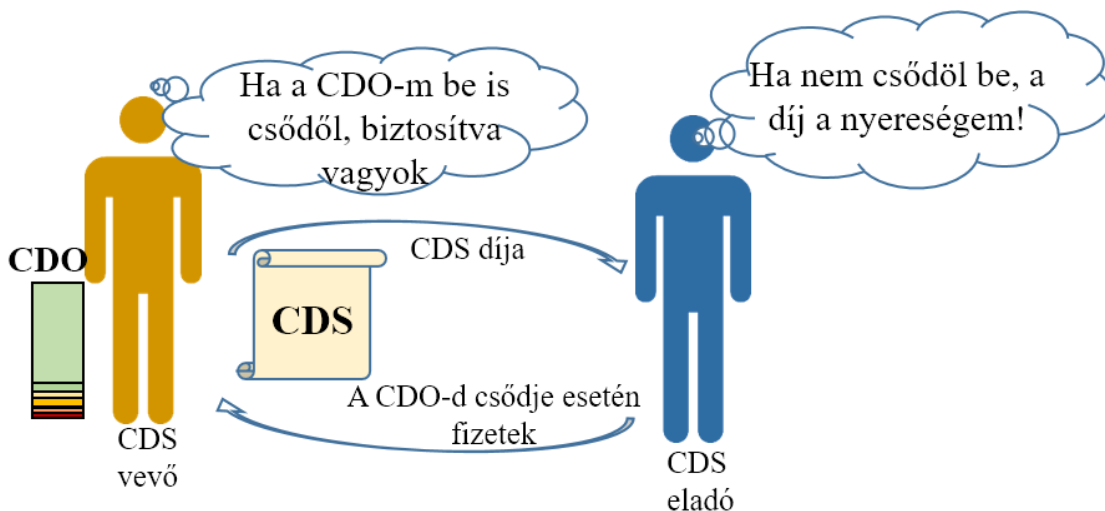 Ha a CDO-m be is
csődől, biztosítva
vagyok
Ha nem csődöl be, a
díj a nyereségem!
CDS díja
CDO
CDS
A CDO-d csődje esetén
fizetek
CDS
vevő
CDS
eladó